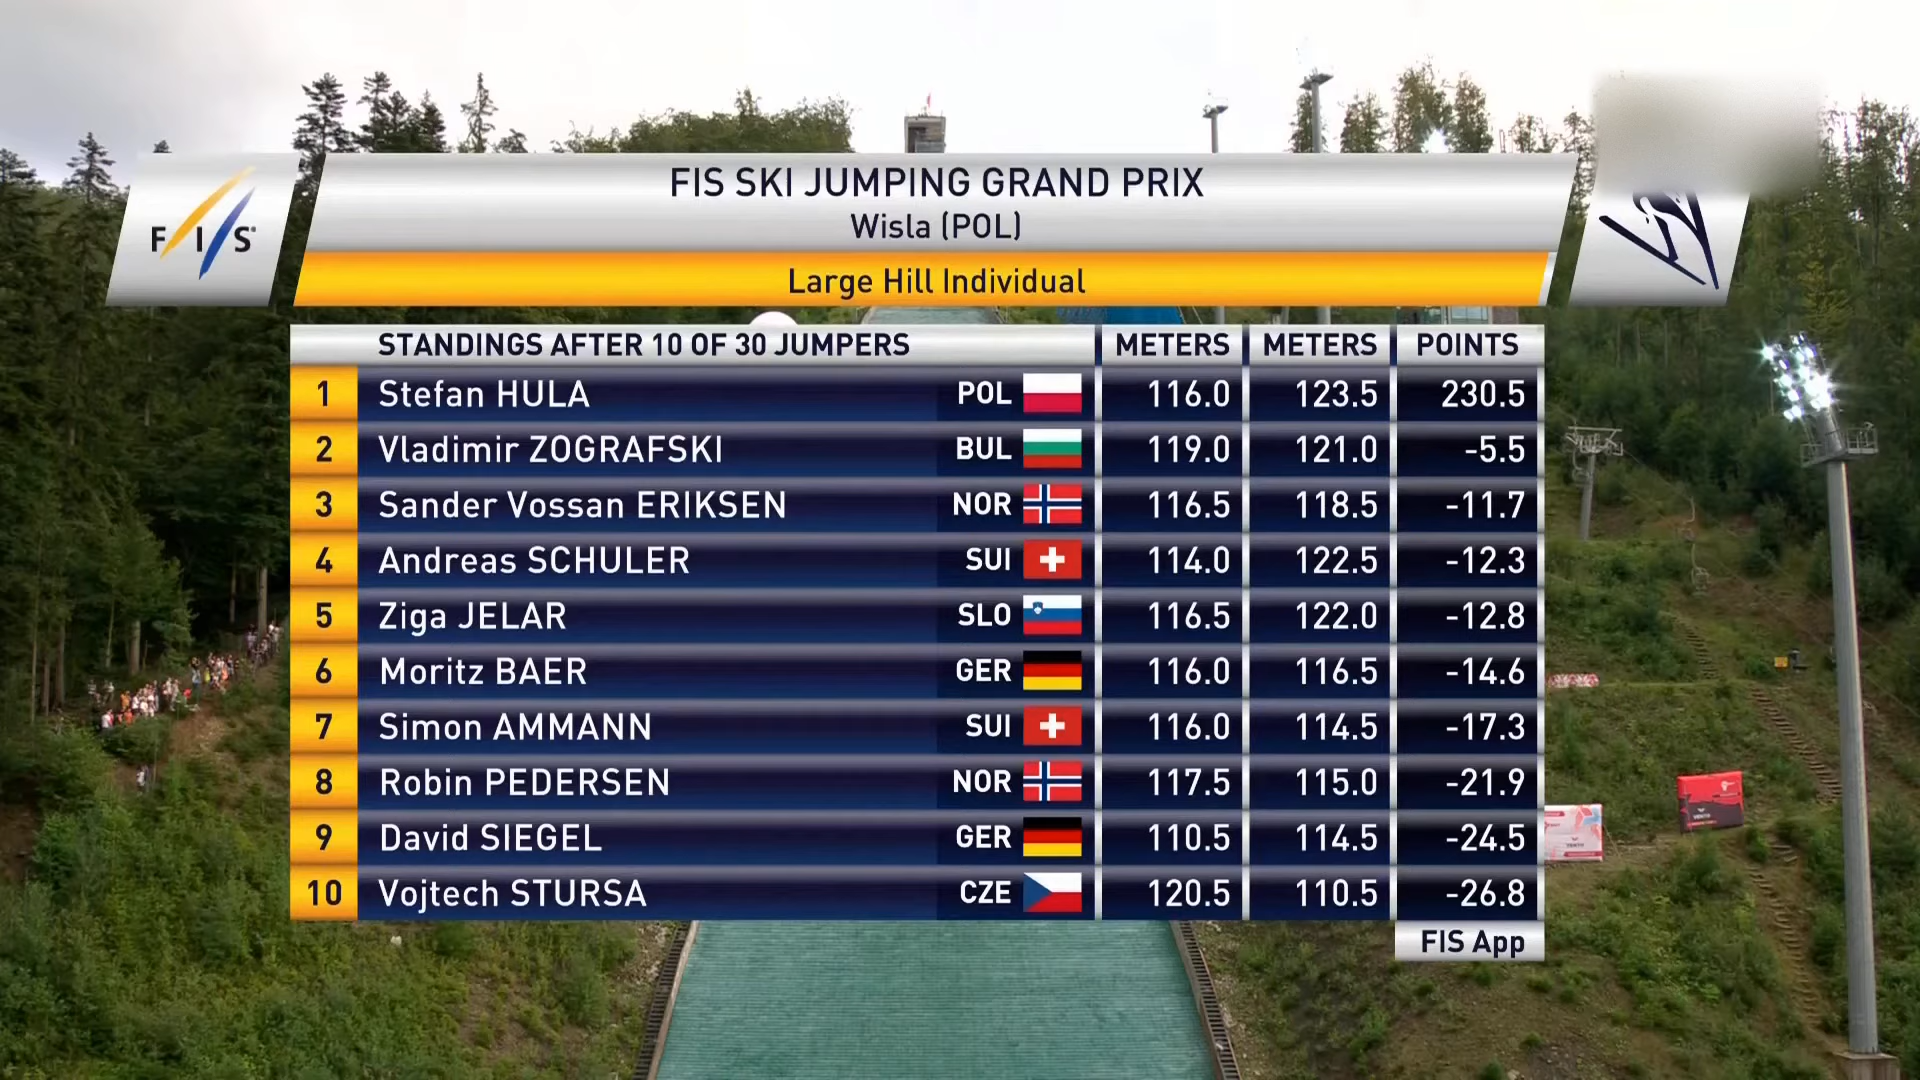 FIS
FIS SKI JUMPING GRAND PRIX
Wisla (POL)
Large Hill Individual
STANDINGS AFTER 10 OF 30 JUMPERS METERS METERS POINTS
1 Stefan HULA POL 116.0 123.5 230.5
2 Vladimir ZOGRAFSKI BUL 119.0 121.0 -5.5
3 Sander Vossan ERIKSEN NOR 116.5 118.5 -11.7
4 Andreas SCHULER SUI 114.0 122.5 -12.3
5 Ziga JELAR SLO 116.5 122.0 -12.8
6 Moritz BAER GER 116.0 116.5 -14.6
7 Simon AMMANN SUI 116.0 114.5 -17.3
8 Robin PEDERSEN NOR 117.5 115.0 -21.9
9 David SIEGEL GER 110.5 114.5 -24.5
10 Vojtech STURSA CZE 120.5 110.5 -26.8
FIS App